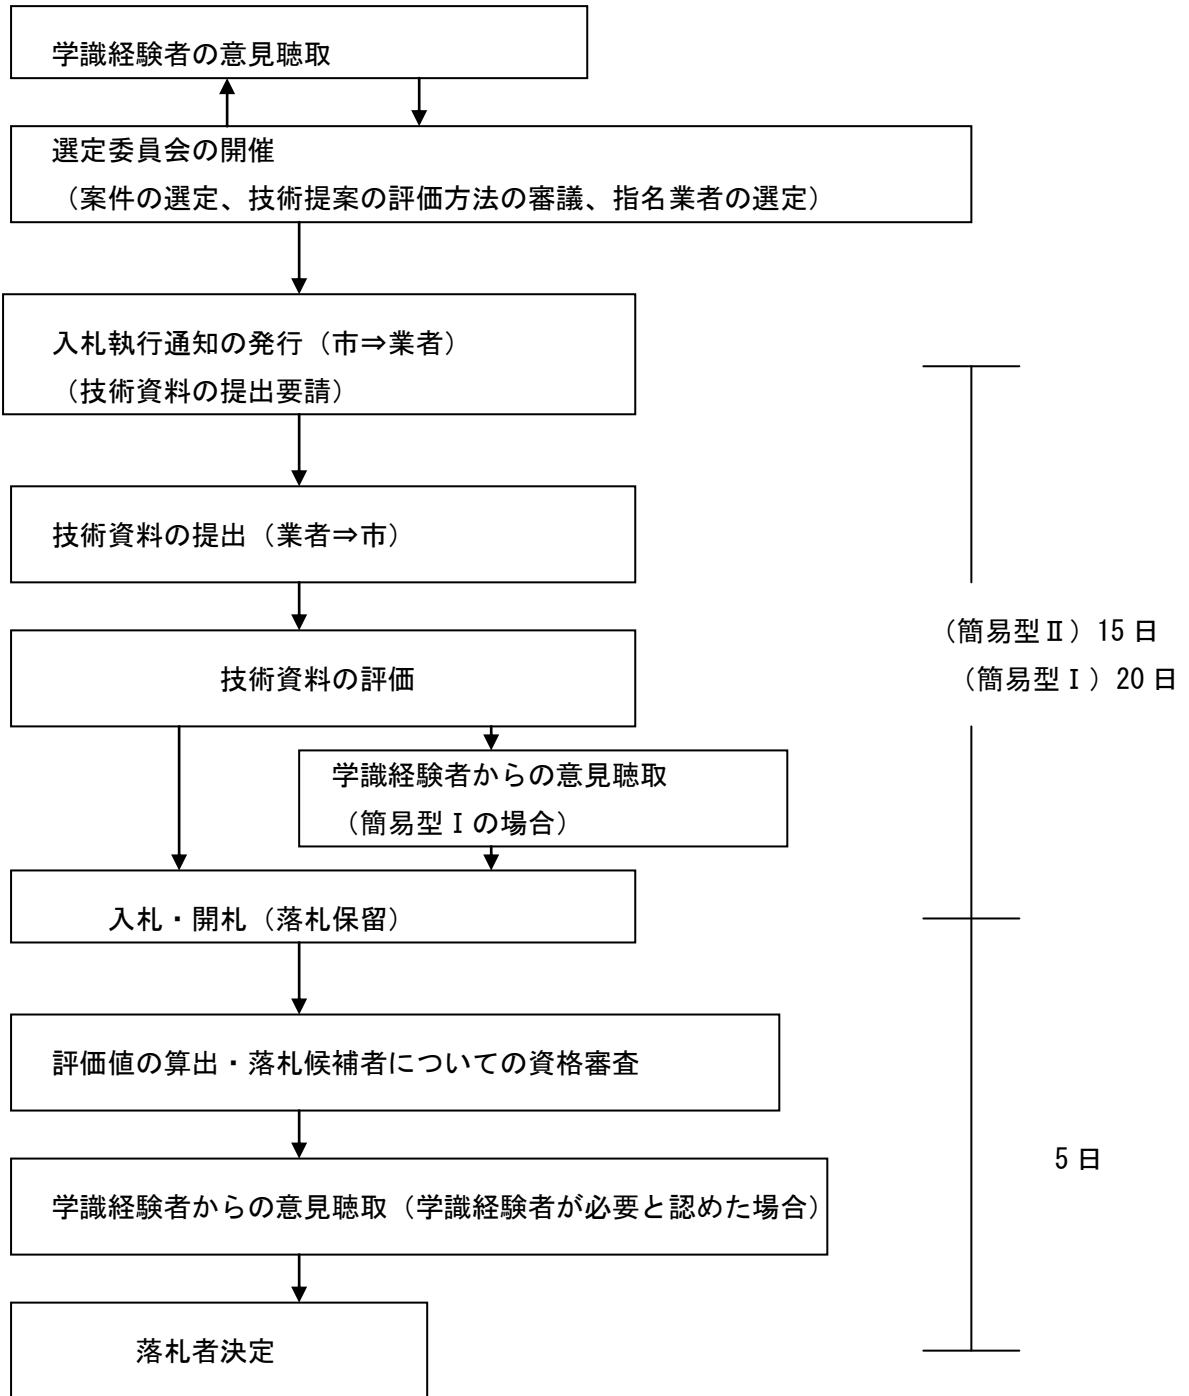 学識経験者の意見聴取
選定委員会の開催
（案件の選定、技術提案の評価方法の審議、指名業者の選定）
入札執行通知の発行（市⇒業者）
（技術資料の提出要請）
技術資料の提出（業者⇒市）
（簡易型Ⅱ）15日
（簡易型Ⅰ）20日
技術資料の評価
学識経験者からの意見聴取
（簡易型Ⅰの場合）
入札・開札（落札保留）
評価値の算出・落札候補者についての資格審査
5日
学識経験者からの意見聴取（学識経験者が必要と認めた場合）
落札者決定